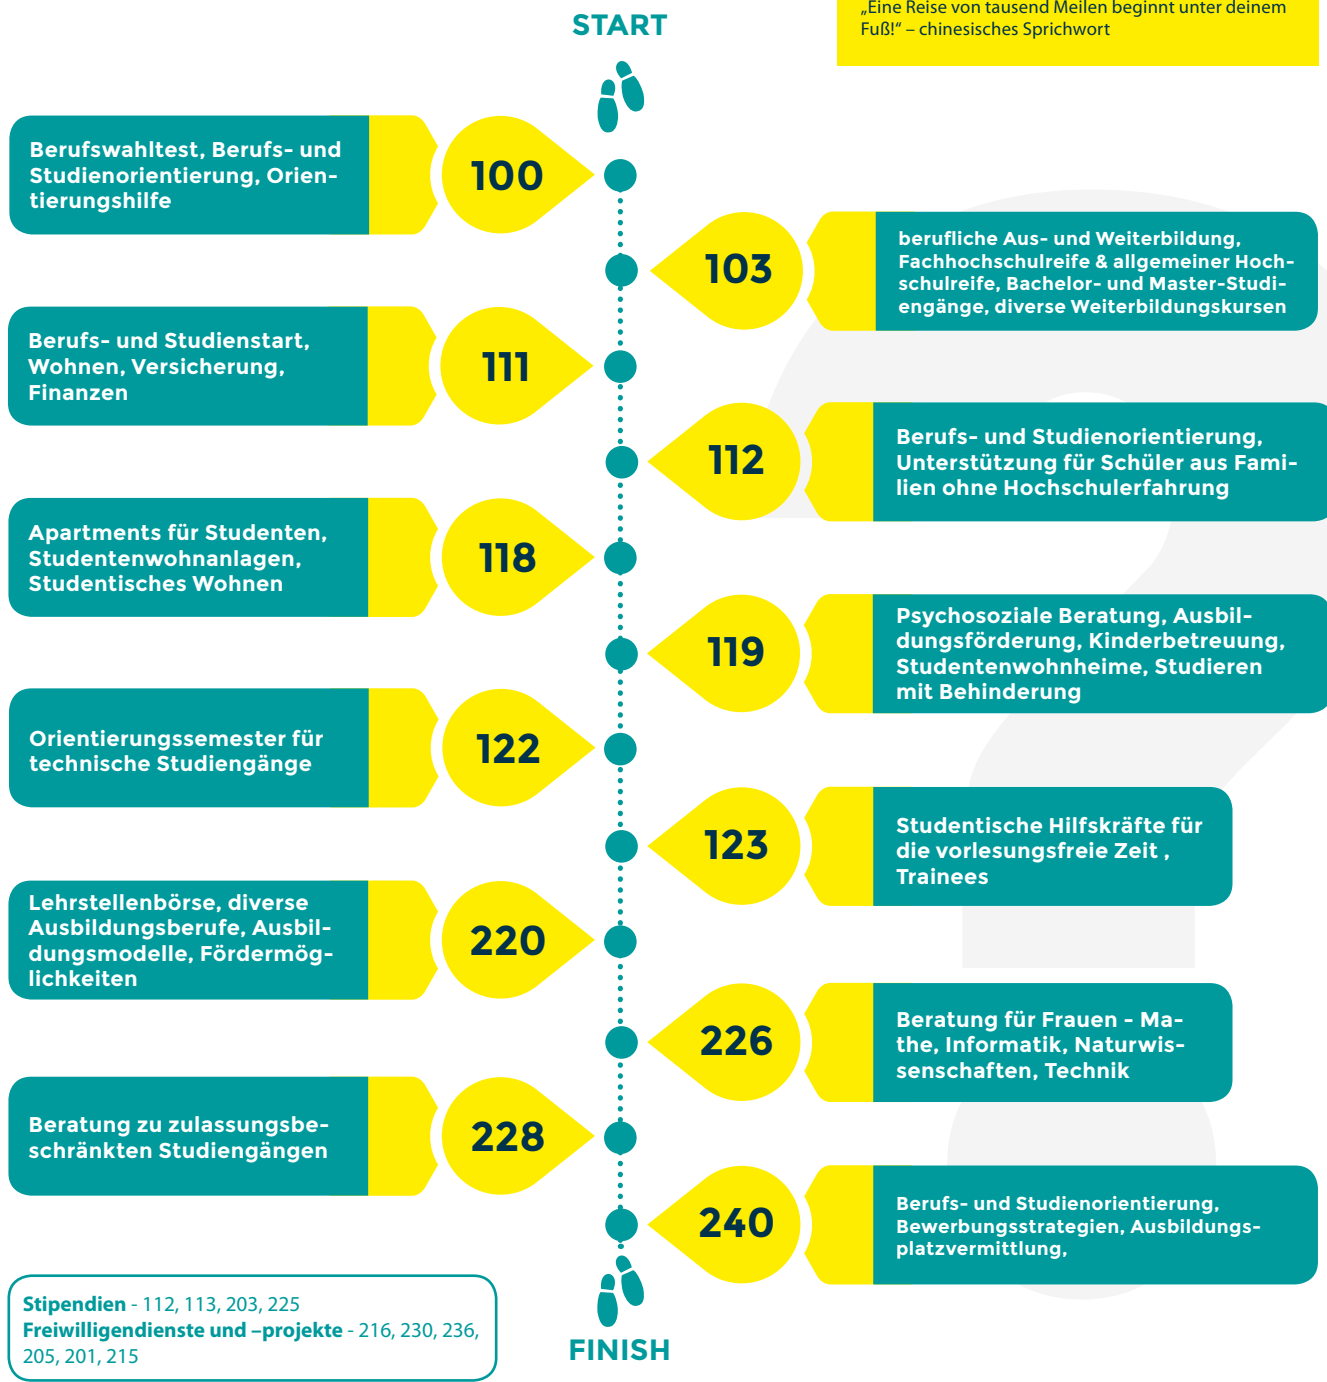 „Eine Reise von tausend Meilen beginnt unter deinem
Fuß!“ – chinesisches Sprichwort
START
Berufswahltest, Berufs- und
Studienorientierung, Orien-
tierungshilfe
100
103
berufliche Aus- und Weiterbildung,
Fachhochschulreife & allgemeiner Hoch-
schulreife, Bachelor- und Master-Studi-
engänge, diverse Weiterbildungskursen
Berufs- und Studienstart,
Wohnen, Versicherung,
Finanzen
111
112
Berufs- und Studienorientierung,
Unterstützung für Schüler aus Fami-
lien ohne Hochschulerfahrung
Apartments für Studenten,
Studentenwohnanlagen,
Studentisches Wohnen
118
119
Psychosoziale Beratung, Ausbil-
dungsförderung, Kinderbetreuung,
Studentenwohnheime, Studieren
mit Behinderung
Orientierungssemester für
technische Studiengänge
122
123
Studentische Hilfskräfte für
die vorlesungsfreie Zeit ,
Trainees
Lehrstellenbörse, diverse
Ausbildungsberufe, Ausbil-
dungsmodelle, Fördermög-
lichkeiten
220
226
Beratung für Frauen - Ma-
the, Informatik, Naturwis-
senschaften, Technik
Beratung zu zulassungsbe-
schränkten Studiengängen
228
240
Berufs- und Studienorientierung,
Bewerbungsstrategien, Ausbildungs-
platzvermittlung,
Stipendien - 112, 113, 203, 225
Freiwilligendienste und –projekte - 216, 230, 236,
205, 201, 215
FINISH